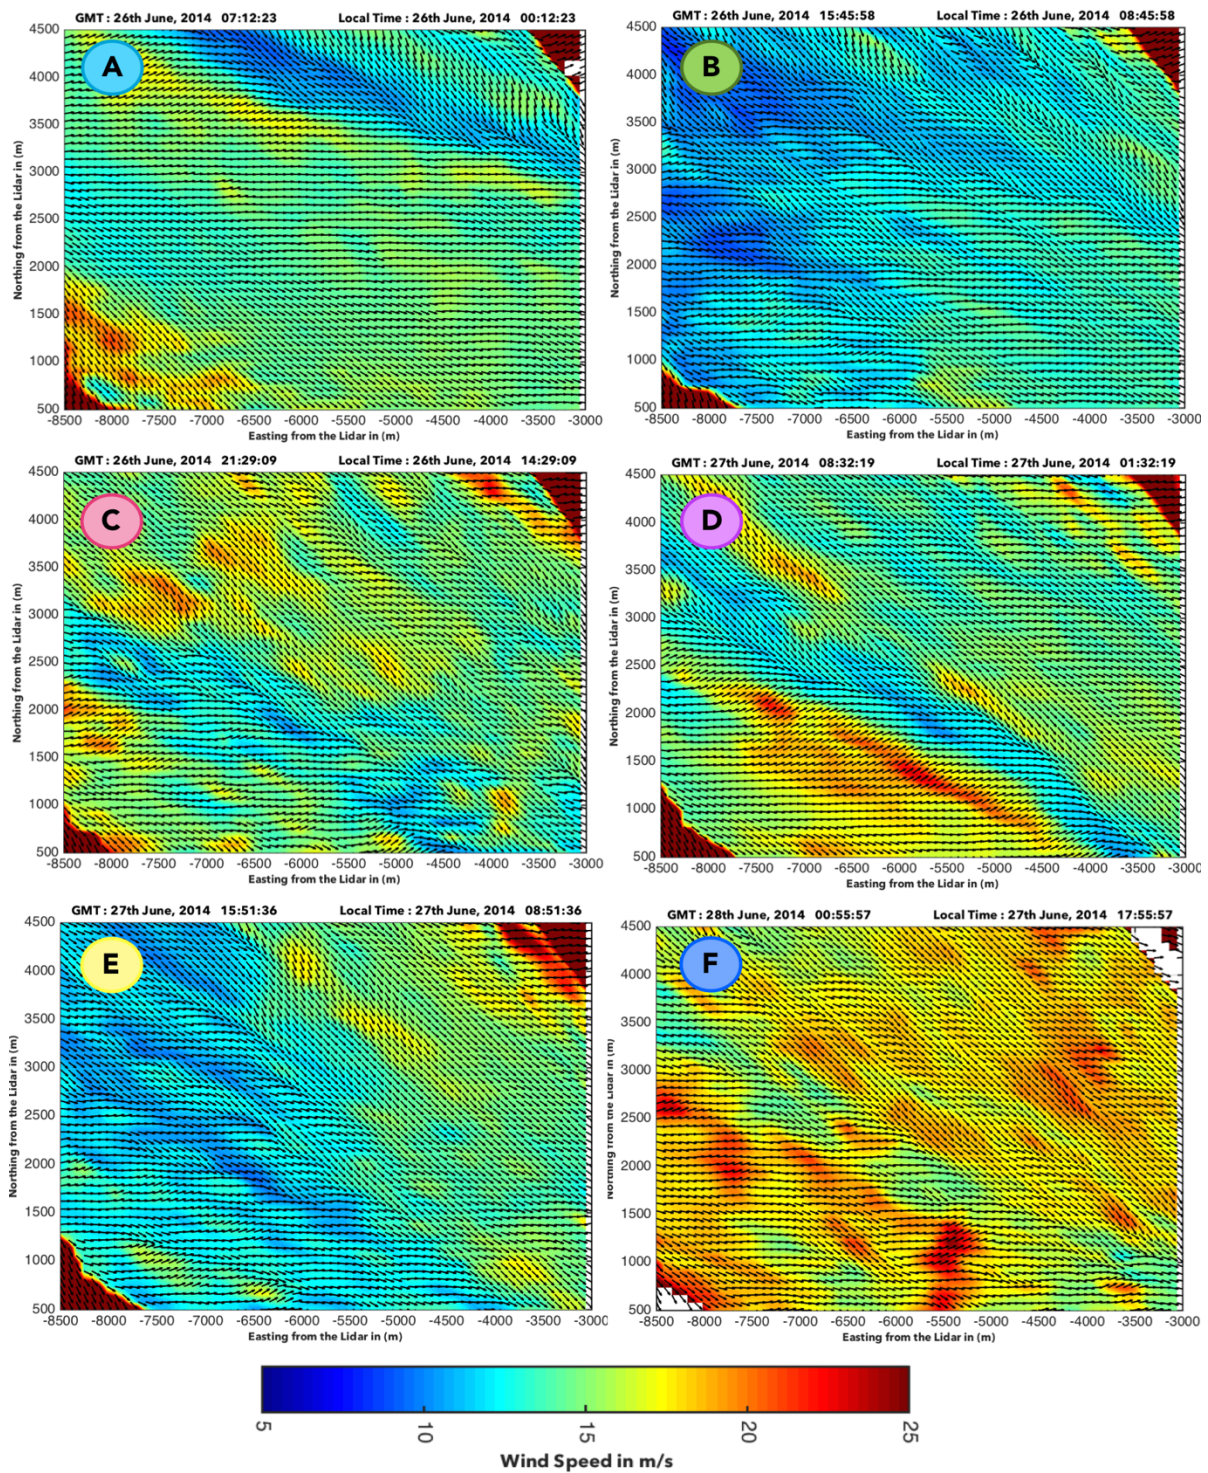 GMT : 26th June, 2014  07:12:23 Local Time : 26th June, 2014  00:12:23
A
4500
4000
3500
3000
2500
2000
1500
1000
500
Northing from the Lidar in (m)
-8500 -8000 -7500 -7000 -6500 -6000 -5500 -5000 -4500 -4000 -3500 -3000
Easting from the Lidar in (m)
GMT : 26th June, 2014  15:45:58 Local Time : 26th June, 2014  08:45:58
B
4500
4000
3500
3000
2500
2000
1500
1000
500
Northing from the Lidar in (m)
-8500 -8000 -7500 -7000 -6500 -6000 -5500 -5000 -4500 -4000 -3500 -3000
Easting from the Lidar in (m)
GMT : 26th June, 2014  21:29:09 Local Time : 26th June, 2014  14:29:09
C
4500
4000
3500
3000
2500
2000
1500
1000
500
Northing from the Lidar in (m)
-8500 -8000 -7500 -7000 -6500 -6000 -5500 -5000 -4500 -4000 -3500 -3000
Easting from the Lidar in (m)
GMT : 27th June, 2014  08:32:19 Local Time : 27th June, 2014  01:32:19
D
4500
4000
3500
3000
2500
2000
1500
1000
500
Northing from the Lidar in (m)
-8500 -8000 -7500 -7000 -6500 -6000 -5500 -5000 -4500 -4000 -3500 -3000
Easting from the Lidar in (m)
GMT : 27th June, 2014  15:51:36 Local Time : 27th June, 2014  08:51:36
E
4500
4000
3500
3000
2500
2000
1500
1000
500
Northing from the Lidar in (m)
-8500 -8000 -7500 -7000 -6500 -6000 -5500 -5000 -4500 -4000 -3500 -3000
Easting from the Lidar in (m)
GMT : 28th June, 2014  00:55:57 Local Time : 27th June, 2014  17:55:57
F
4500
4000
3500
3000
2500
2000
1500
1000
500
Northing from the Lidar in (m)
-8500 -8000 -7500 -7000 -6500 -6000 -5500 -5000 -4500 -4000 -3500 -3000
Easting from the Lidar in (m)
5 10 15 20 25
Wind Speed in m/s